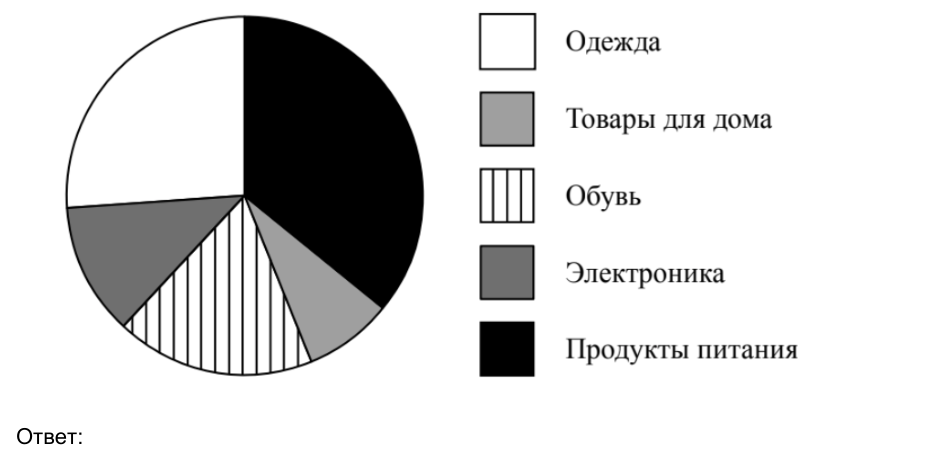 Одежда
Товары для дома
Обувь
Электроника
Продукты питания
Ответ: